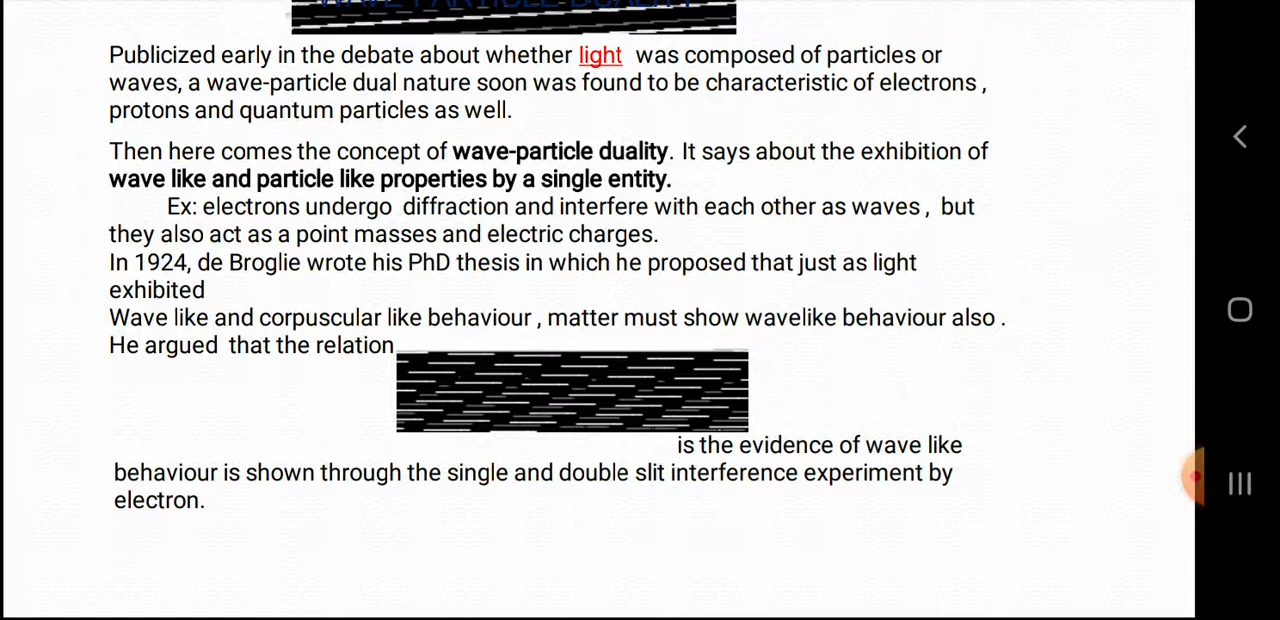 WAVE PARTICLE DUALITY
Publicized early in the debate about whether light was composed of particles or
waves, a wave-particle dual nature soon was found to be characteristic of electrons ,
protons and quantum particles as well.
Then here comes the concept of wave-particle duality. It says about the exhibition of
wave like and particle like properties by a single entity.
Ex: electrons undergo diffraction and interfere with each other as waves , but
they also act as a point masses and electric charges.
In 1924, de Broglie wrote his PhD thesis in which he proposed that just as light
exhibited
Wave like and corpuscular like behaviour , matter must show wavelike behaviour also .
He argued that the relation
is the evidence of wave like
behaviour is shown through the single and double slit interference experiment by
electron.